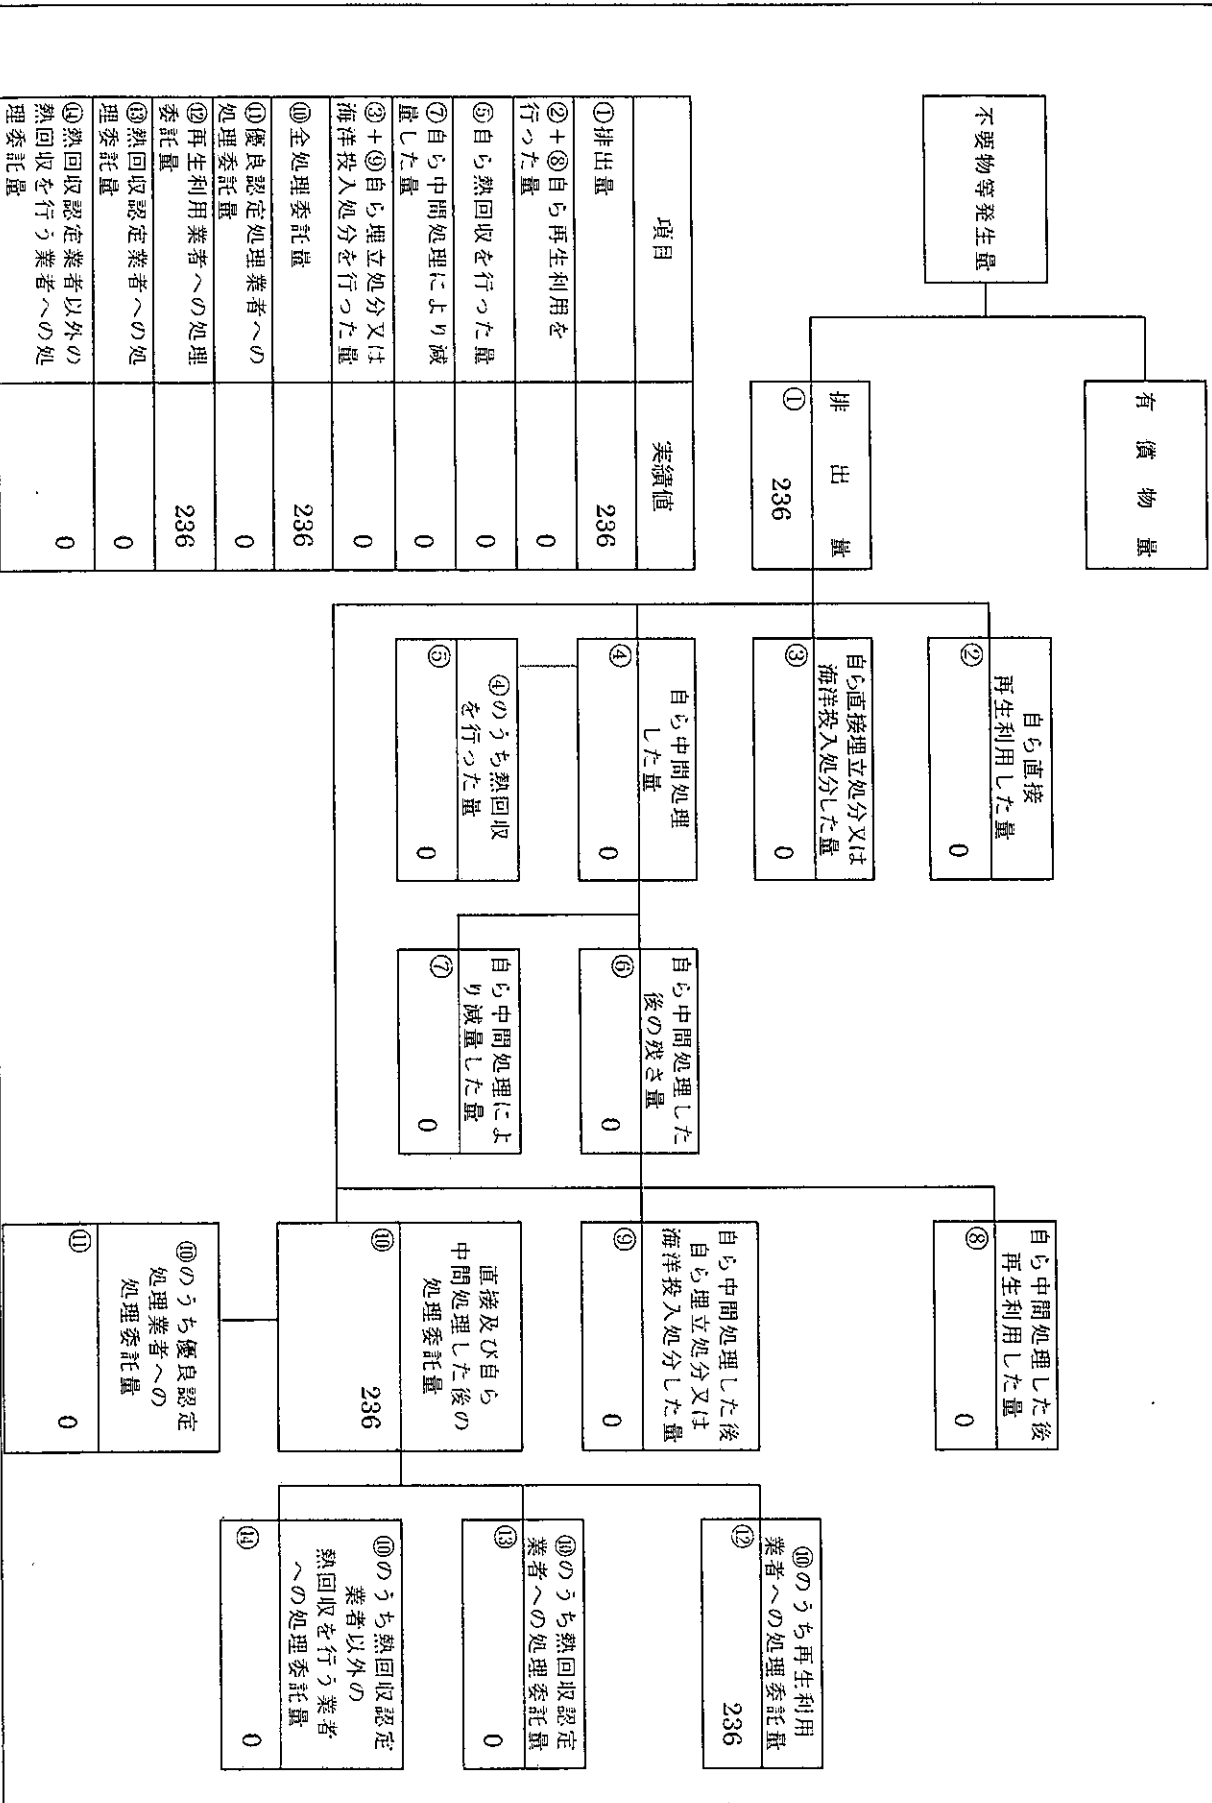 不要物等発生量
有償物量
排出量
① 236
自ら直接
再生利用した量
② 0
自ら直接埋立処分又は
海洋投入処分した量
③ 0
自ら中間処理
した量
④ 0
④のうち熱回収
を行った量
⑤ 0
自ら中間処理した
後の残さ量
⑥ 0
自ら中間処理によ
り減量した量
⑦ 0
自ら中間処理した後
再生利用した量
⑧ 0
自ら中間処理した後
自ら埋立処分又は
海洋投入処分した量
⑨ 0
直接及び自ら
中間処理した後の
処理委託量
⑩ 236
⑩のうち優良認定
処理業者への
処理委託量
⑪ 0
⑩のうち再生利用
業者への処理委託量
⑫ 236
⑩のうち熱回収認定
業者への処理委託量
⑬ 0
⑩のうち熱回収認定
業者以外の
熱回収を行う業者
への処理委託量
⑭ 0
項目 実績値
①排出量 236
②+⑧自ら再生利用を
行った量 0
⑤自ら熱回収を行った量 0
⑦自ら中間処理により減
量した量 0
③+⑨自ら埋立処分又は
海洋投入処分を行った量 0
⑩全処理委託量 236
⑪優良認定処理業者への
処理委託量 0
⑫再生利用業者への処理
委託量 236
⑬熱回収認定業者への処
理委託量 0
⑭熱回収認定業者以外の
熱回収を行う業者への処
理委託量 0